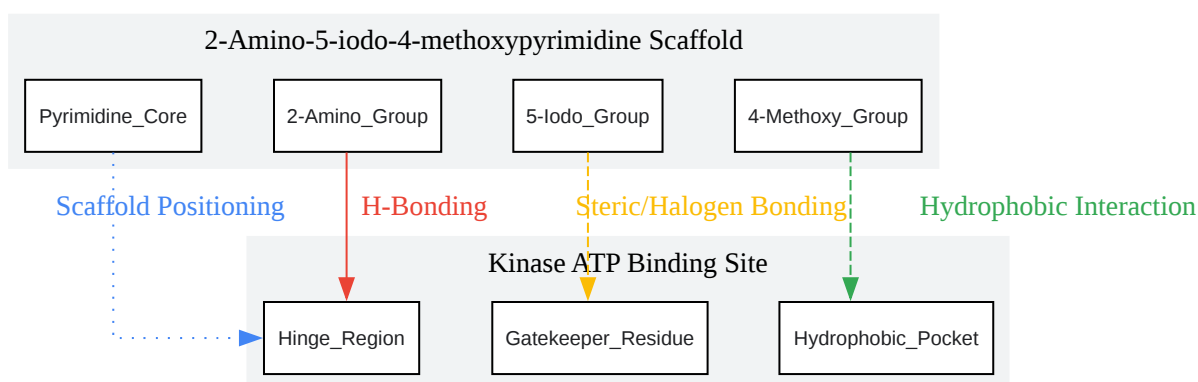 2-Amino-5-iodo-4-methoxypyrimidine Scaffold
Pyrimidine_Core
2-Amino_Group
5-Iodo_Group
4-Methoxy_Group
Scaffold Positioning
H-Bonding
Steric/Halogen Bonding
Hydrophobic Interaction
Kinase ATP Binding Site
Hinge_Region
Gatekeeper_Residue
Hydrophobic_Pocket